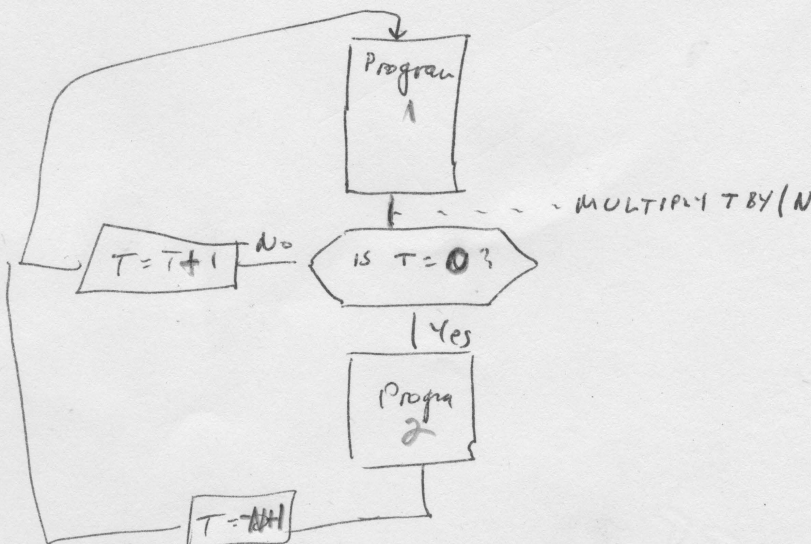 Program
1
MULTIPLY T BY (N
No
T = T + 1
is T = 0 ?
Yes
Progra
2
T =